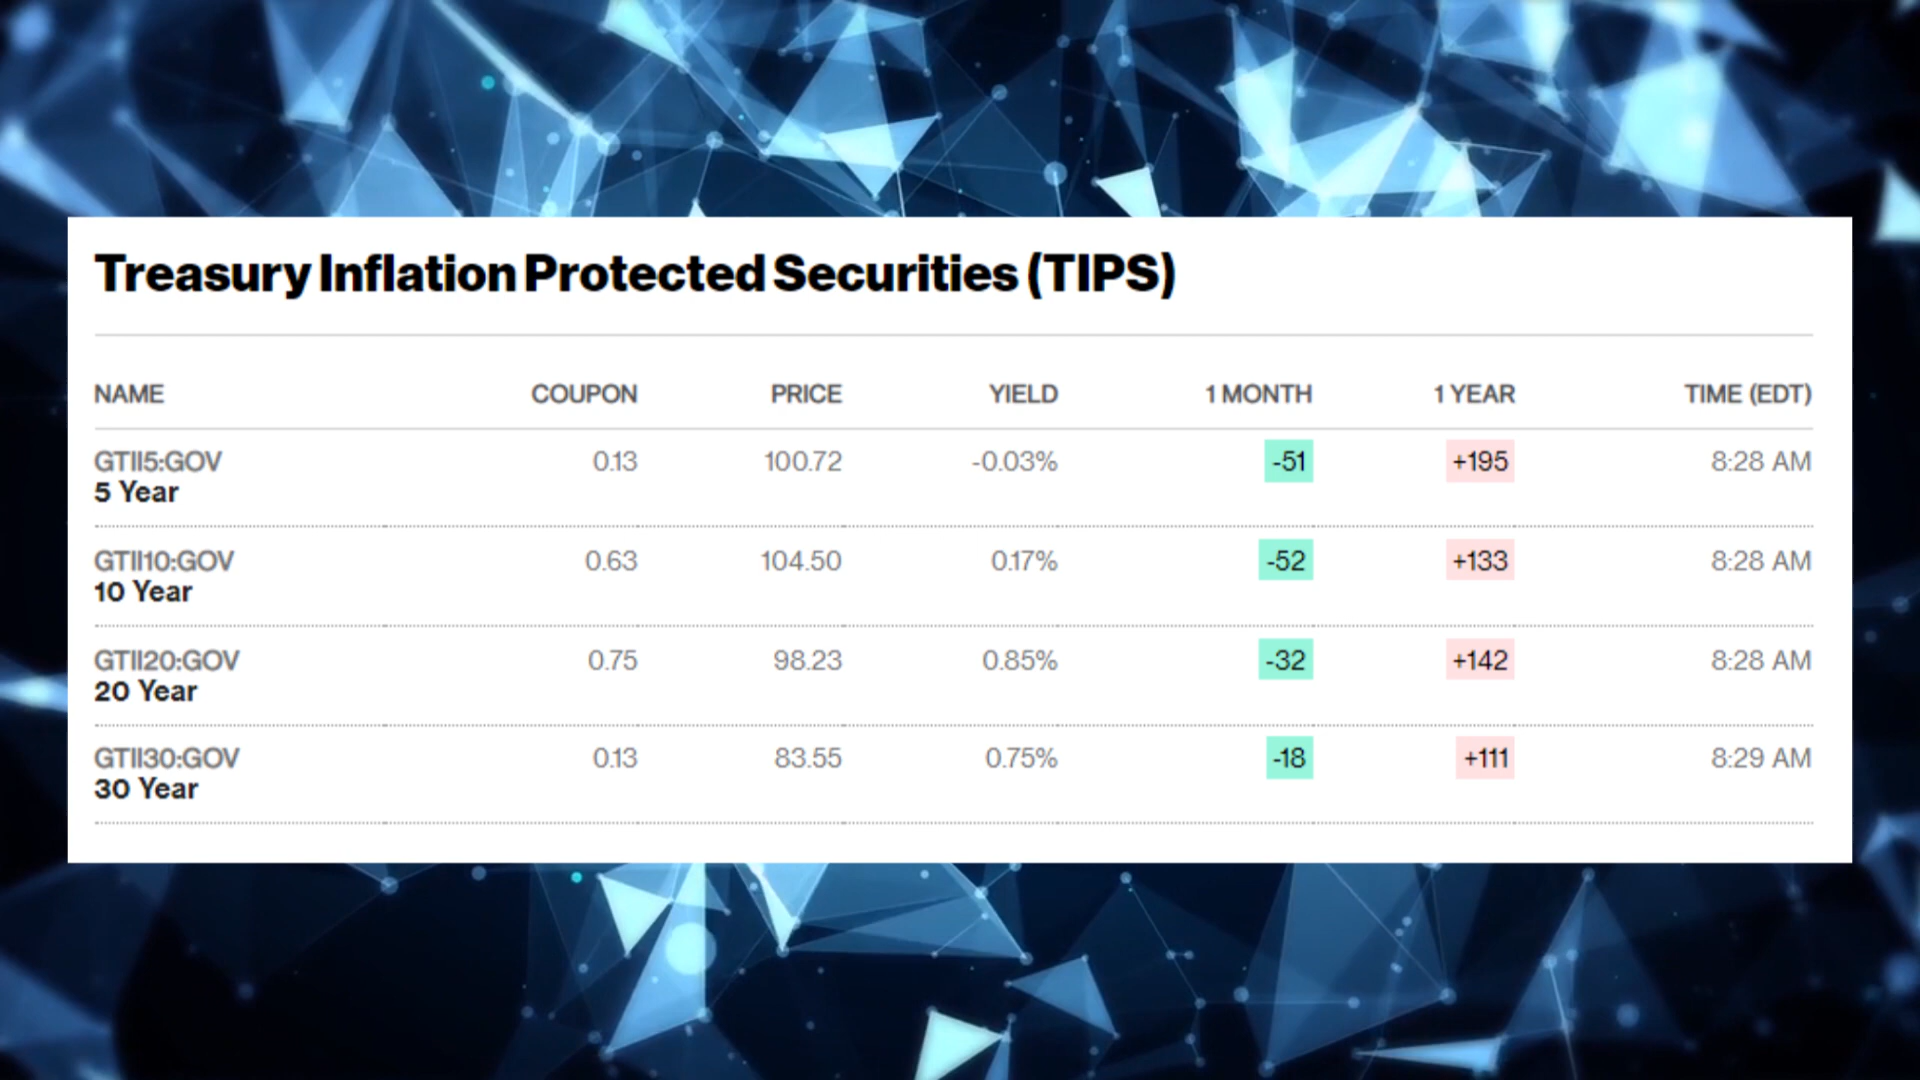 Treasury Inflation Protected Securities (TIPS)
NAME COUPON PRICE YIELD 1 MONTH 1 YEAR TIME (EDT)
GTII5:GOV 0.13 100.72 -0.03% -51 +195 8:28 AM
5 Year
GTII10:GOV 0.63 104.50 0.17% -52 +133 8:28 AM
10 Year
GTII20:GOV 0.75 98.23 0.85% -32 +142 8:28 AM
20 Year
GTII30:GOV 0.13 83.55 0.75% -18 +111 8:29 AM
30 Year